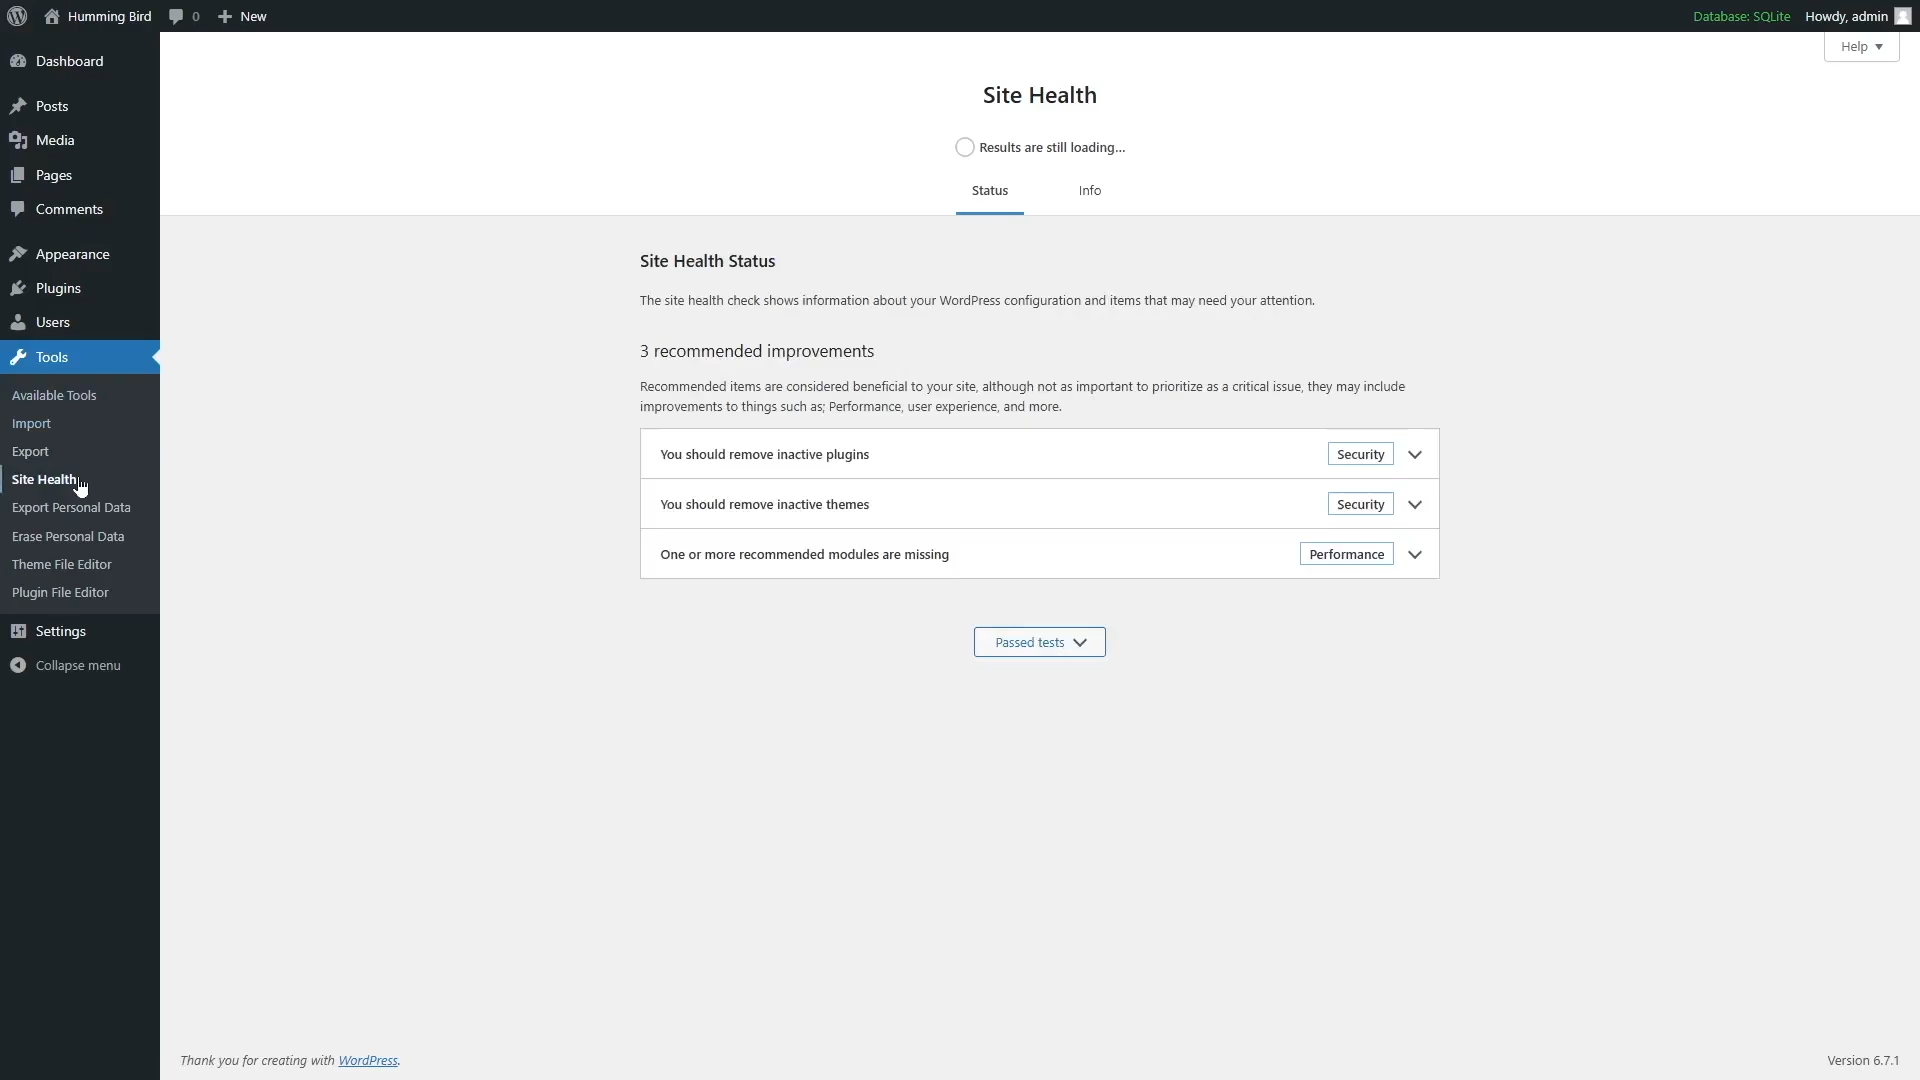 Humming Bird
0
New
Database: SQLite
Howdy, admin
Help
Dashboard
Posts
Media
Pages
Comments
Appearance
Plugins
Users
Tools
Available Tools
Import
Export
Site Health
Export Personal Data
Erase Personal Data
Theme File Editor
Plugin File Editor
Settings
Collapse menu
Site Health
Results are still loading...
Status
Info
Site Health Status
The site health check shows information about your WordPress configuration and items that may need your attention.
3 recommended improvements
Recommended items are considered beneficial to your site, although not as important to prioritize as a critical issue, they may include
improvements to things such as; Performance, user experience, and more.
You should remove inactive plugins
Security
You should remove inactive themes
Security
One or more recommended modules are missing
Performance
Passed tests
Thank you for creating with WordPress.
Version 6.7.1